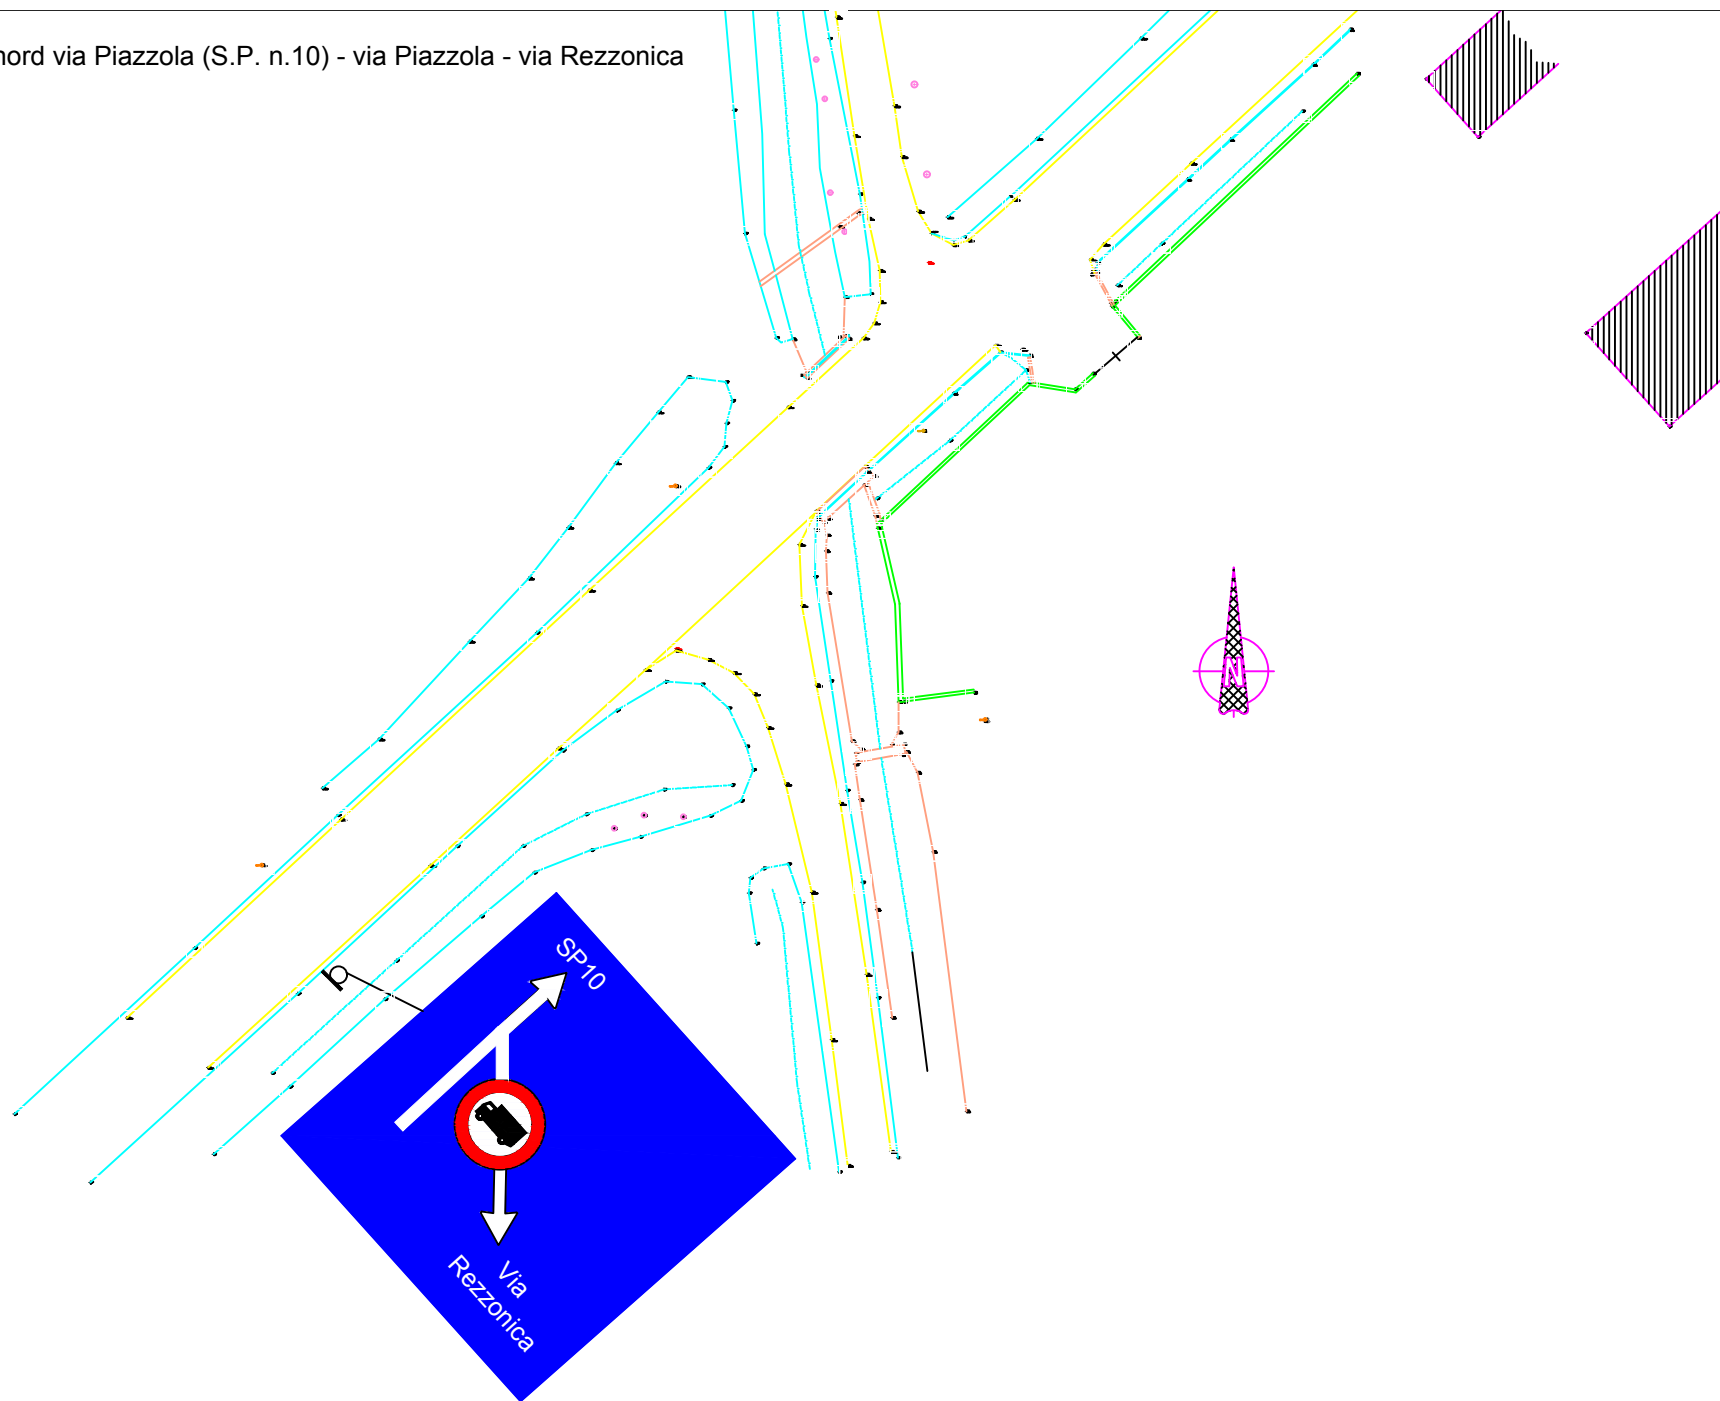 nord via Piazzola (S.P. n.10) - via Piazzola - via Rezzonica
SP10
N
Via
Rezzonica